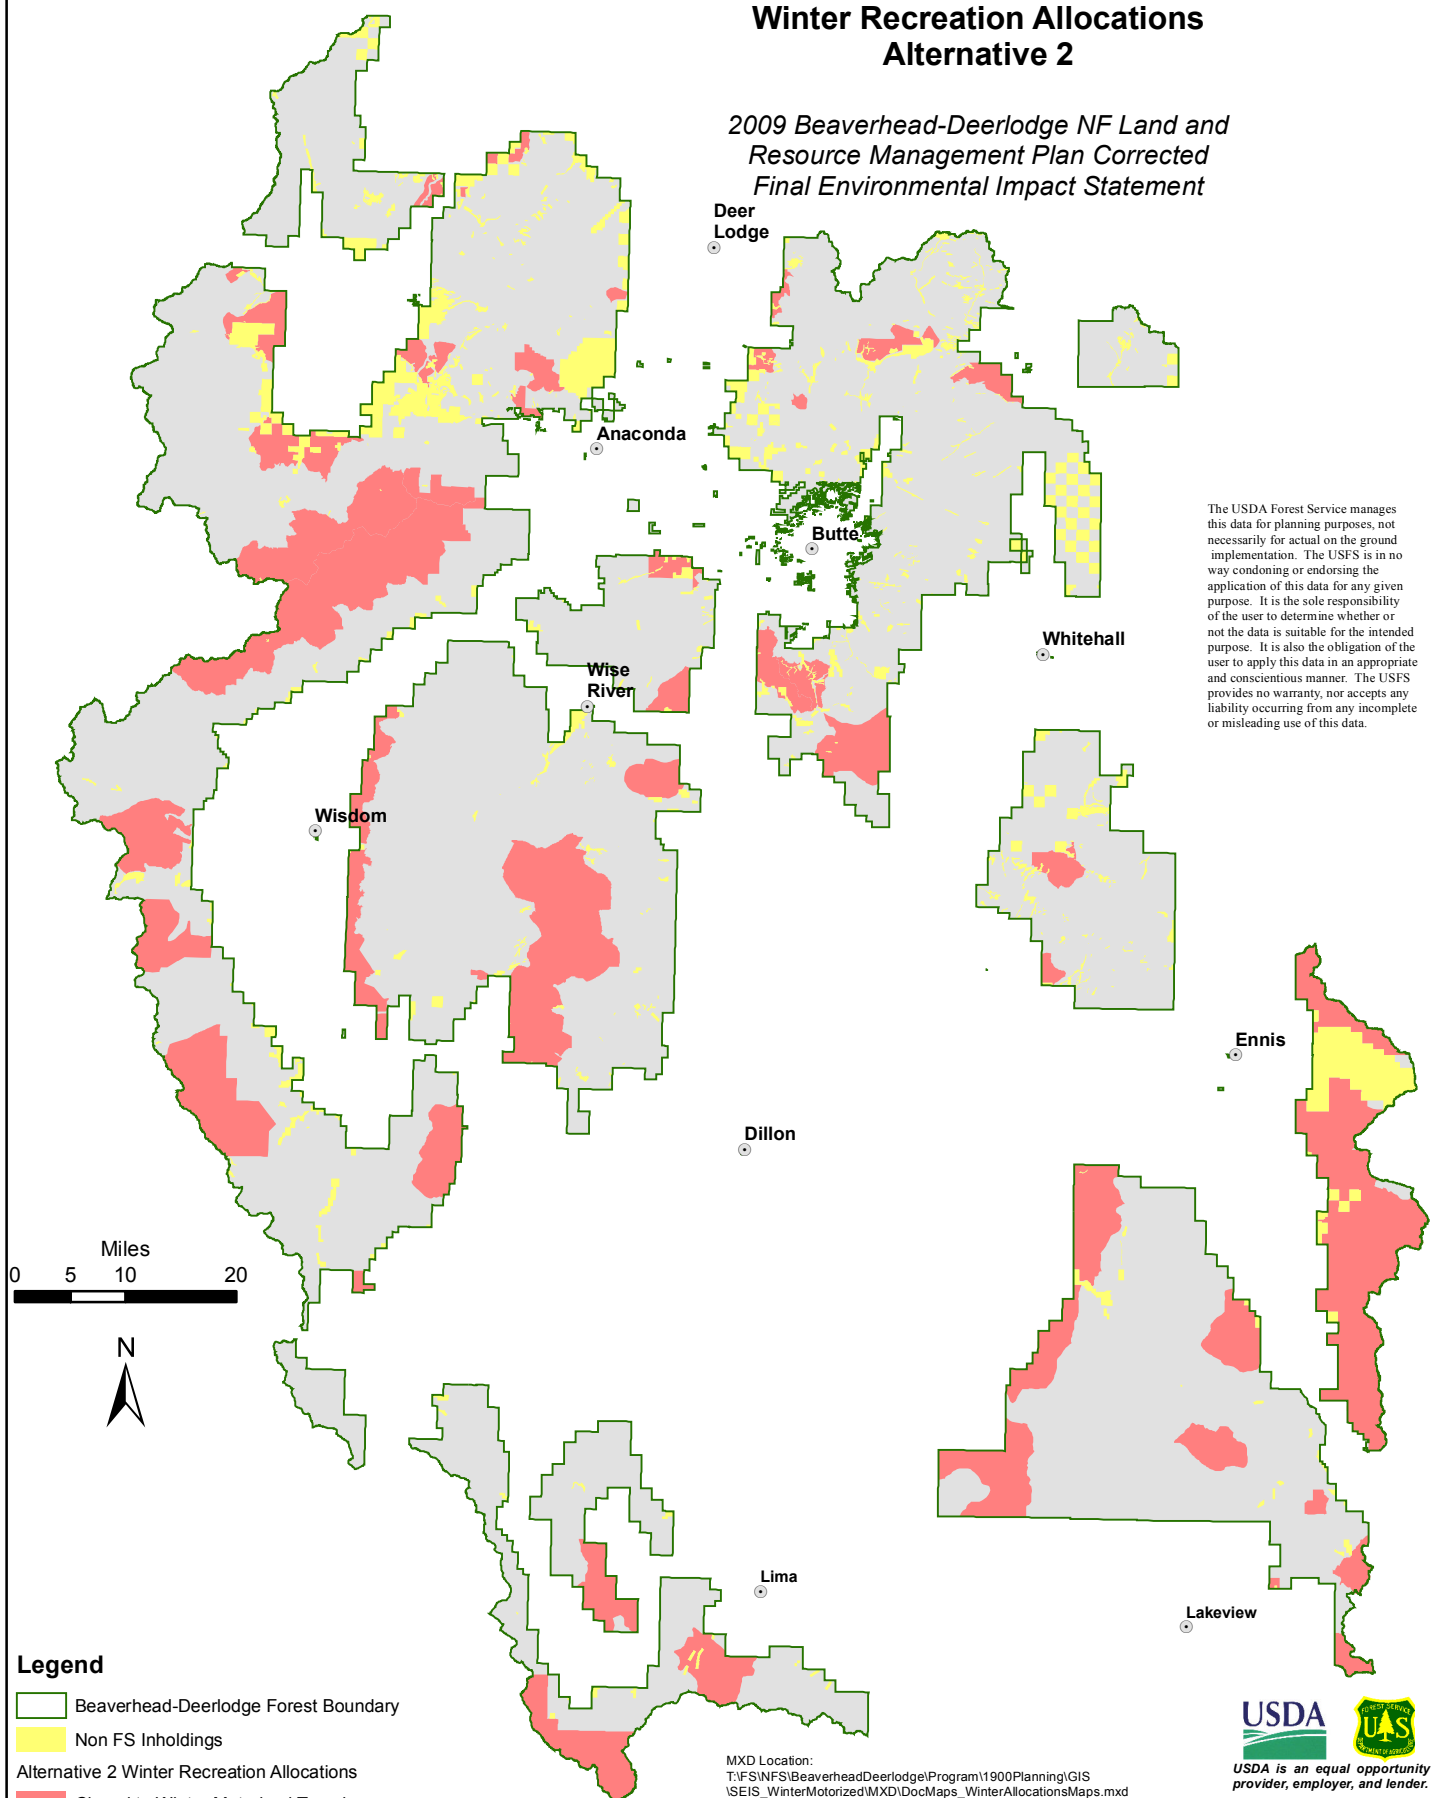 Winter Recreation Allocations
Alternative 2
2009 Beaverhead-Deerlodge NF Land and
Resource Management Plan Corrected
Final Environmental Impact Statement
Deer
Lodge
Anaconda
Butte
Whitehall
Wise
River
Wisdom
Ennis
Dillon
Lima
Lakeview
The USDA Forest Service manages
this data for planning purposes, not
necessarily for actual on the ground
implementation. The USFS is in no
way condoning or endorsing the
application of this data for any given
purpose. It is the sole responsibility
of the user to determine whether or
not the data is suitable for the intended
purpose. It is also the obligation of the
user to apply this data in an appropriate
and conscientious manner. The USFS
provides no warranty, nor accepts any
liability occurring from any incomplete
or misleading use of this data.
Miles
0 5 10 20
N
Legend
Beaverhead-Deerlodge Forest Boundary
Non FS Inholdings
Alternative 2 Winter Recreation Allocations
MXD Location:
T:\FS\NFS\BeaverheadDeerlodge\Program\1900Planning\GIS
\SEIS_WinterMotorized\MXD\DocMaps_WinterAllocationsMaps.mxd
USDA
FOREST SERVICE
U S
DEPARTMENT OF AGRICULTURE
USDA is an equal opportunity
provider, employer, and lender.